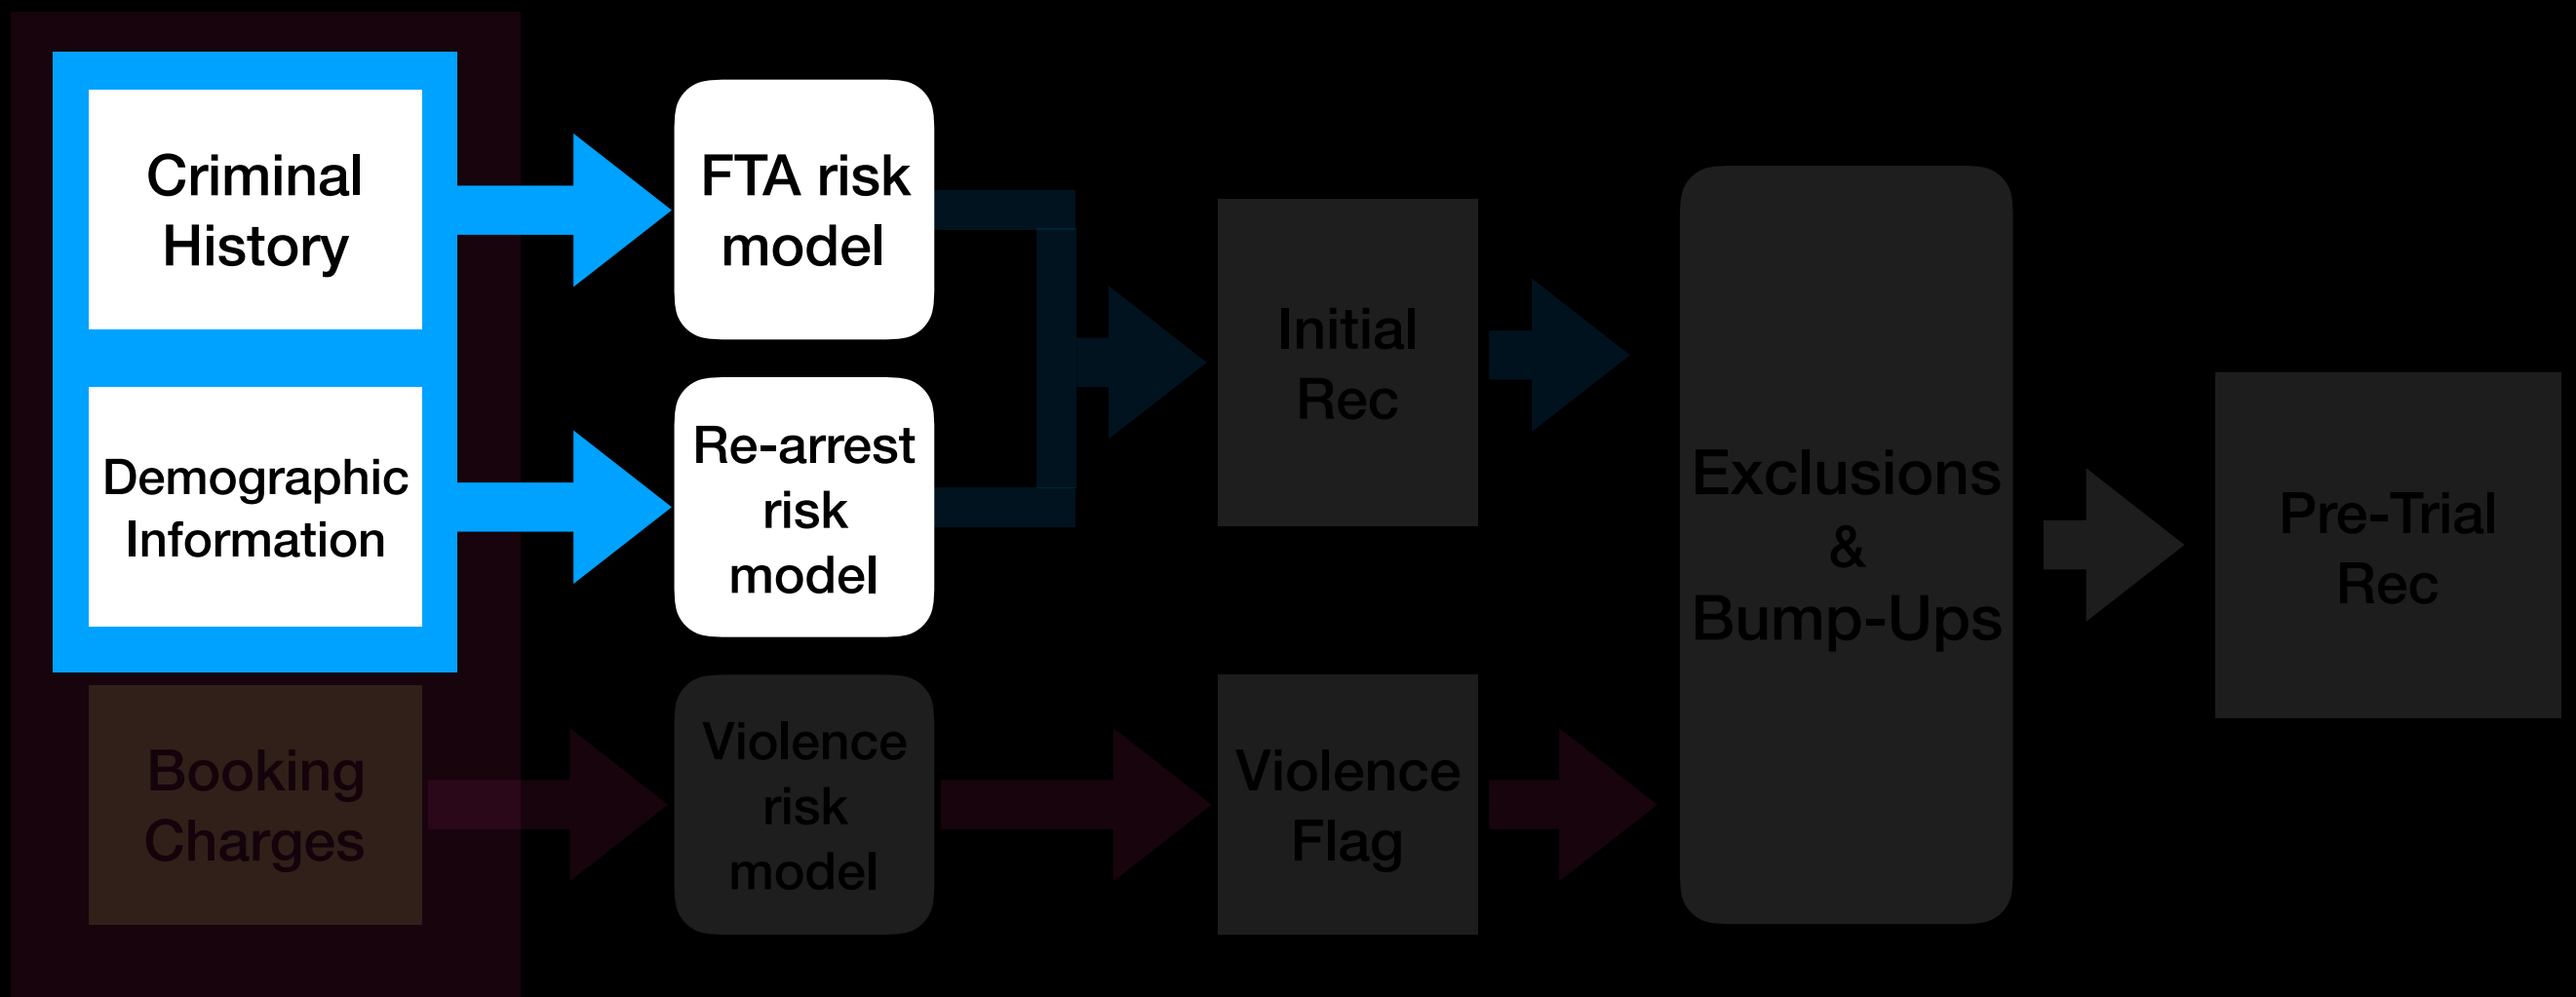 Criminal
History
FTA risk
model
Demographic
Information
Re-arrest
risk
model
Initial
Rec
Exclusions
&
Bump-Ups
Pre-Trial
Rec
Booking
Charges
Violence
risk
model
Violence
Flag